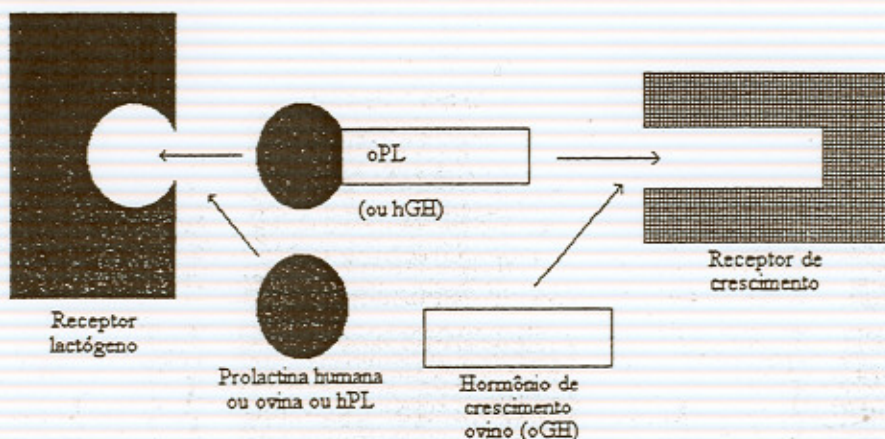 oPL
(ou hGH)
Receptor de
crescimento
Receptor
lactógeno
Prolactina humana
ou ovina ou hPL
Hormônio de
crescimento
ovino (oGH)